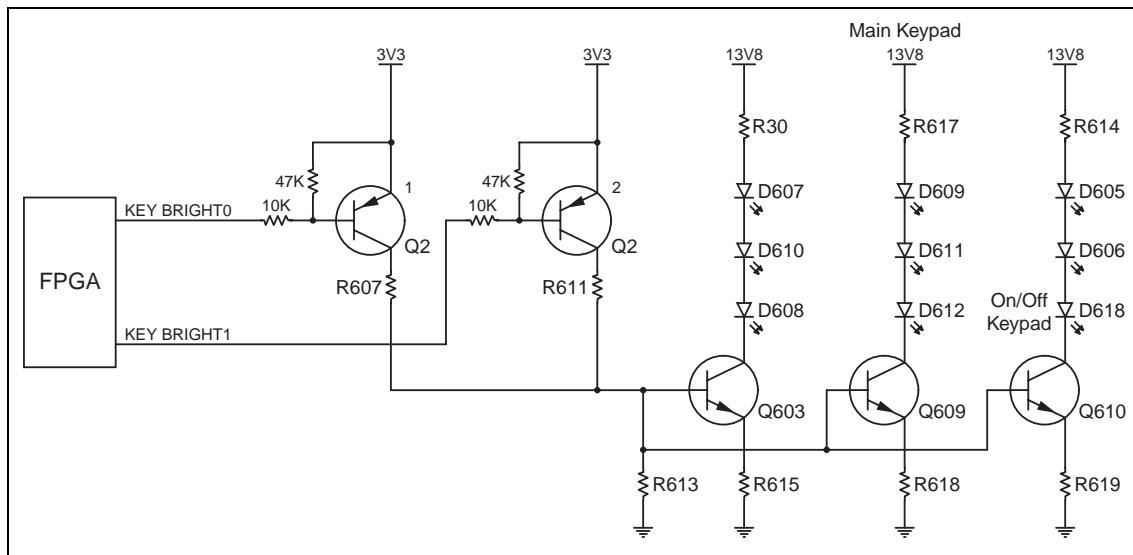 Main Keypad
3V3
3V3
13V8
13V8
13V8
R30
R617
R614
47K
1
47K
2
10K
10K
D607
D609
D605
KEY BRIGHT0
Q2
Q2
D610
D611
D606
FPGA
R607
R611
D608
D612
On/Off
Keypad
D618
KEY BRIGHT1
Q603
Q609
Q610
R613
R615
R618
R619